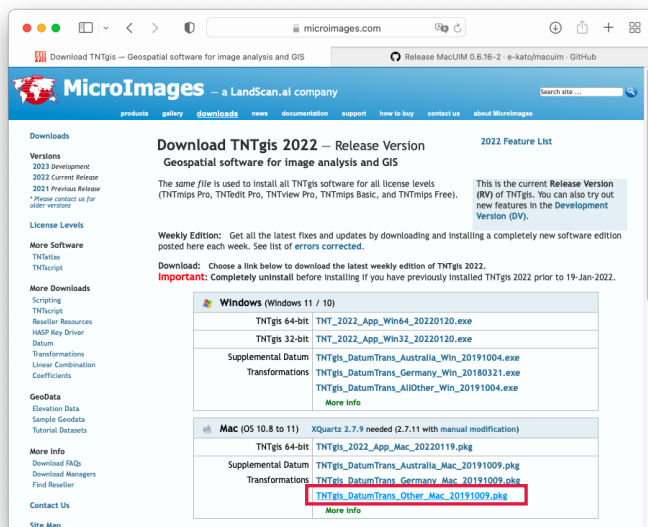 microimages.com
Download TNTgis — Geospatial software for image analysis and GIS
Release MacUIM 0.6.16-2 · e-kato/macuim · GitHub
MicroImages — a LandScan.ai company
Search site ...
products gallery downloads news documentation support how to buy contact us about MicroImages
Downloads
Versions
2023 Development
2022 Current Release
2021 Previous Release
* Please contact us for
older versions
License Levels
More Software
TNTatlas
TNTscript
More Downloads
Scripting
TNTscript
Reseller Resources
HASP Key Driver
Datum
Transformations
Linear Combination
Coefficients
GeoData
Elevation Data
Sample Geodata
Tutorial Datasets
More Info
Download FAQs
Download Managers
Find Reseller
Contact Us
Site Map
Download TNTgis 2022 — Release Version
Geospatial software for image analysis and GIS
2022 Feature List
The same file is used to install all TNTgis software for all license levels
(TNTmips Pro, TNTedit Pro, TNTview Pro, TNTmips Basic, and TNTmips Free).
This is the current Release Version
(RV) of TNTgis. You can also try out
new features in the Development
Version (DV).
Weekly Edition: Get all the latest fixes and updates by downloading and installing a completely new software edition
posted here each week. See list of errors corrected.
Download: Choose a link below to download the latest weekly edition of TNTgis 2022.
Important: Completely uninstall before installing if you have previously installed TNTgis 2022 prior to 19-Jan-2022.
Windows (Windows 11 / 10)
TNTgis 64-bit TNT_2022_App_Win64_20220120.exe
TNTgis 32-bit TNT_2022_App_Win32_20220120.exe
Supplemental Datum TNTgis_DatumTrans_Australia_Win_20191004.exe
Transformations TNTgis_DatumTrans_Germany_Win_20180321.exe
TNTgis_DatumTrans_AllOther_Win_20191004.exe
More info
Mac (OS 10.8 to 11) XQuartz 2.7.9 needed (2.7.11 with manual modification)
TNTgis 64-bit TNTgis_2022_App_Mac_20220119.pkg
Supplemental Datum TNTgis_DatumTrans_Australia_Mac_20191009.pkg
Transformations TNTgis_DatumTrans_Germany_Mac_20191009.pkg
TNTgis_DatumTrans_Other_Mac_20191009.pkg
More info